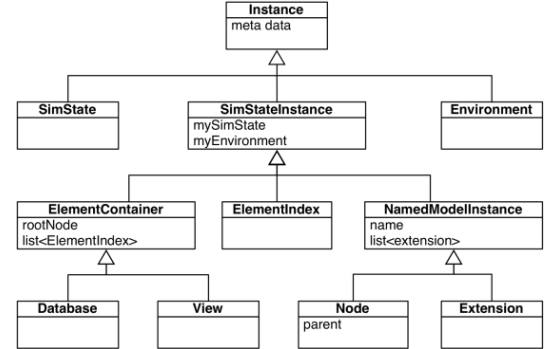 Instance
meta data
SimState
SimStateInstance
Environment
mySimState
myEnvironment
ElementContainer
ElementIndex
NamedModelInstance
rootNode
name
list<ElementIndex>
list<extension>
Database
View
Node
Extension
parent